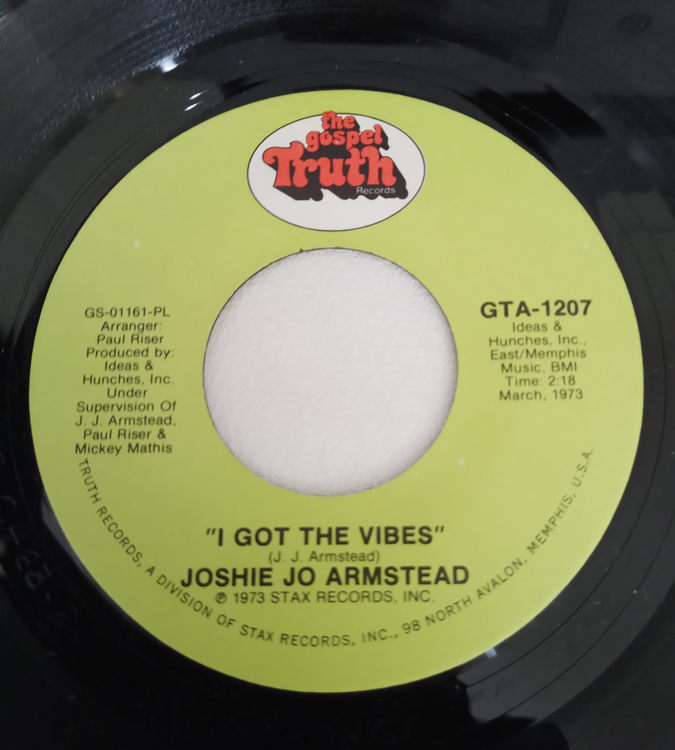 the
gospel
Truth
Records
GS-01161-PL
Arranger:
Paul Riser
Produced by:
Ideas &
Hunches, Inc.
Under
Supervision Of
J. J. Armstead,
Paul Riser &
Mickey Mathis
GTA-1207
Ideas &
Hunches, Inc.,
East/Memphis
Music, BMI
Time: 2:18
March, 1973
"I GOT THE VIBES"
(J. J. Armstead)
JOSHIE JO ARMSTEAD
℗ 1973 STAX RECORDS, INC.
TRUTH RECORDS, A DIVISION OF STAX RECORDS, INC., 98 NORTH AVALON, MEMPHIS, U.S.A.